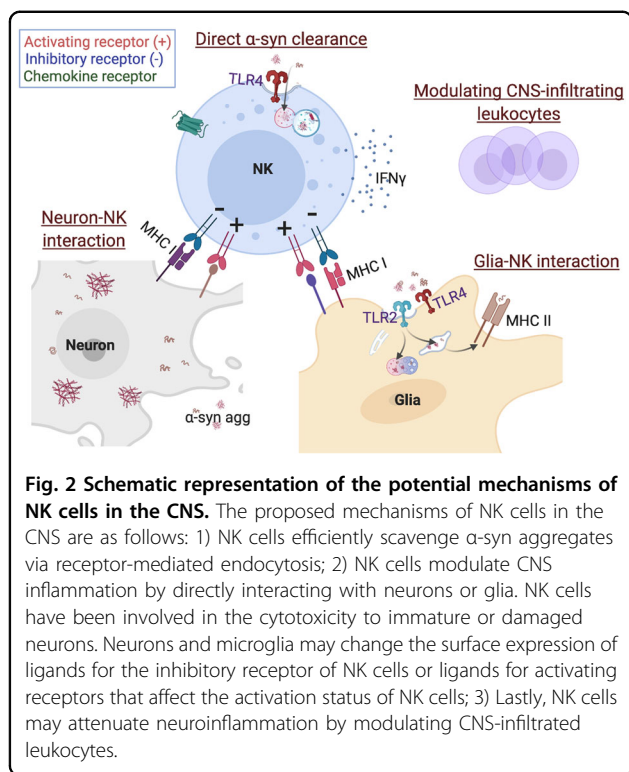 Activating receptor (+)
Inhibitory receptor (-)
Chemokine receptor
Direct α-syn clearance
TLR4
Modulating CNS-infiltrating
leukocytes
NK
IFNγ
Neuron-NK
interaction
MHC I
-
+
+
-
MHC I
Glia-NK interaction
TLR2
TLR4
MHC II
Neuron
Glia
α-syn agg
Fig. 2 Schematic representation of the potential mechanisms of
NK cells in the CNS. The proposed mechanisms of NK cells in the
CNS are as follows: 1) NK cells efficiently scavenge α-syn aggregates
via receptor-mediated endocytosis; 2) NK cells modulate CNS
inflammation by directly interacting with neurons or glia. NK cells
have been involved in the cytotoxicity to immature or damaged
neurons. Neurons and microglia may change the surface expression of
ligands for the inhibitory receptor of NK cells or ligands for activating
receptors that affect the activation status of NK cells; 3) Lastly, NK cells
may attenuate neuroinflammation by modulating CNS-infiltrated
leukocytes.